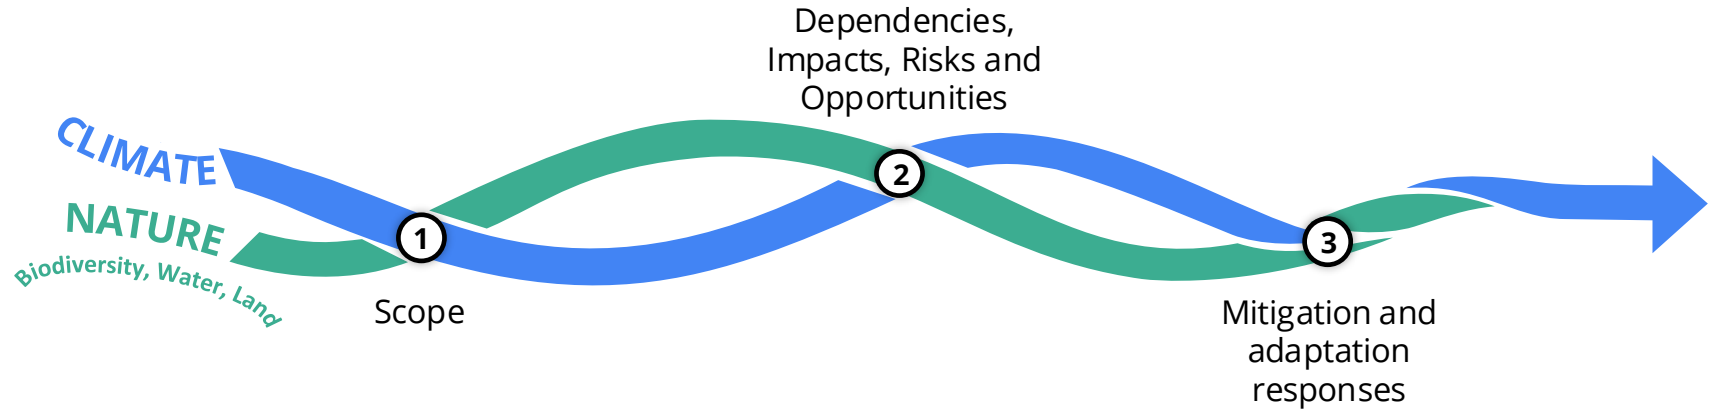 Dependencies,
Impacts, Risks and
Opportunities
CLIMATE
NATURE
Biodiversity, Water, Land
1
2
3
Scope
Mitigation and
adaptation
responses